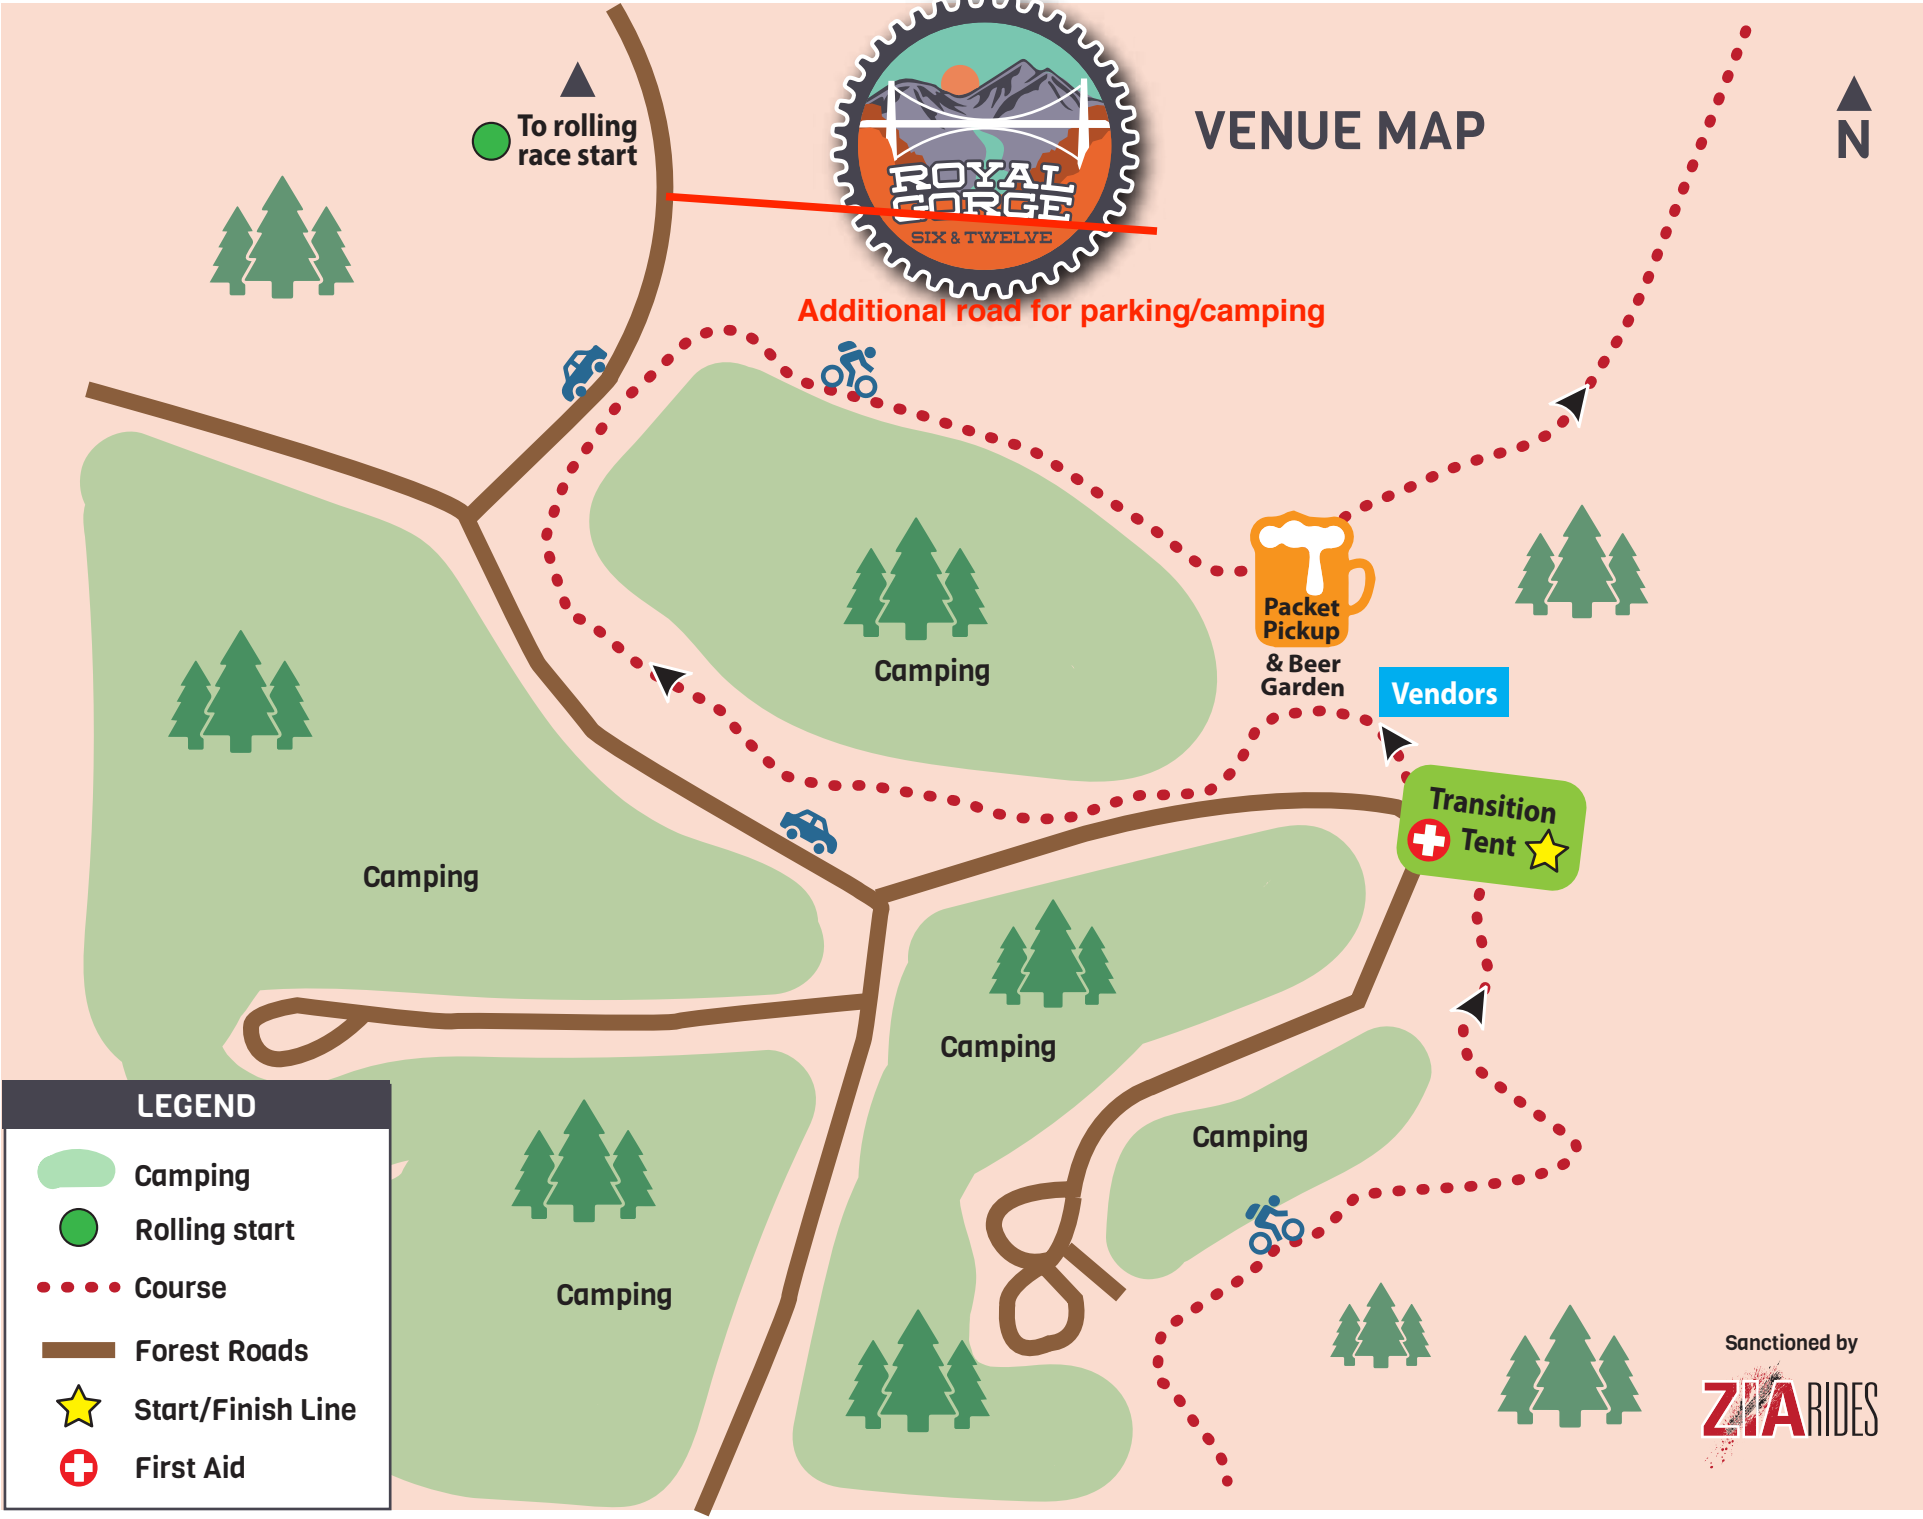 To rolling
race start
ROYAL
GORGE
SIX & TWELVE
VENUE MAP
N
Additional road for parking/camping
Packet
Pickup
& Beer
Garden
Vendors
Camping
Transition
Tent
Camping
Camping
Camping
Camping
LEGEND
Camping
Rolling start
Course
Forest Roads
Start/Finish Line
First Aid
Sanctioned by
ZIA RIDES